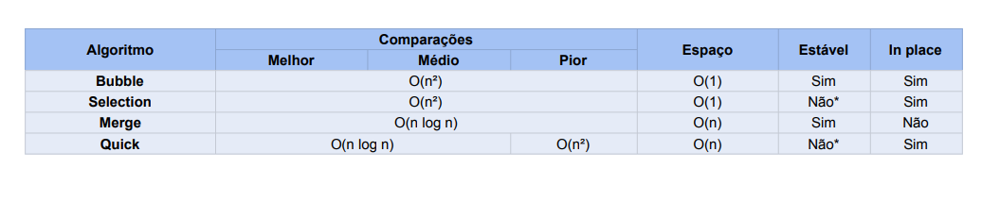 Algoritmo Comparações Espaço Estável In place
Melhor Médio Pior
Bubble O(n²) O(1) Sim Sim
Selection O(n²) O(1) Não* Sim
Merge O(n log n) O(n) Sim Não
Quick O(n log n) O(n²) O(n) Não* Sim